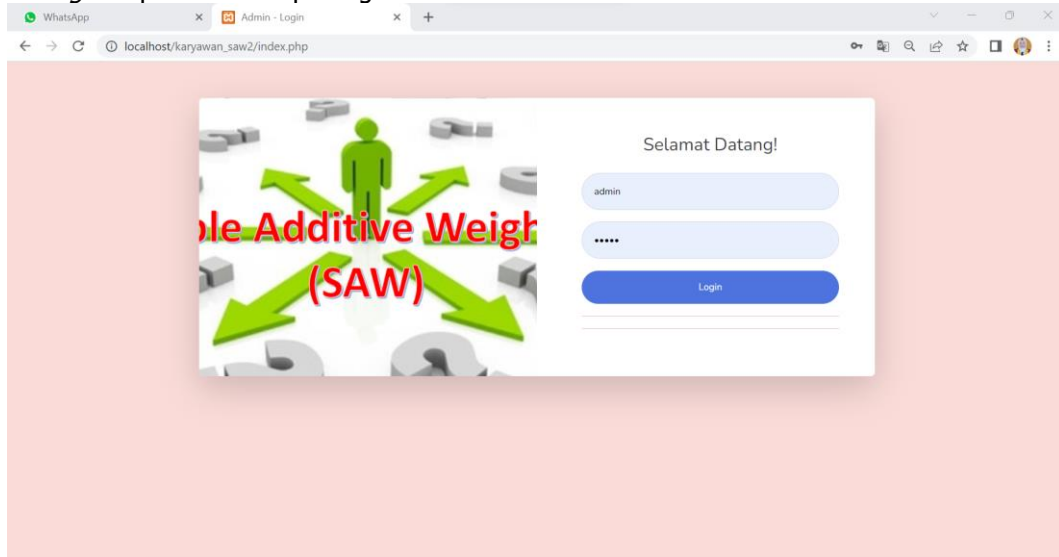 WhatsApp
Admin - Login
localhost/karyawan_saw2/index.php
ple Additive Weigh
(SAW)
Selamat Datang!
admin
•••••
Login